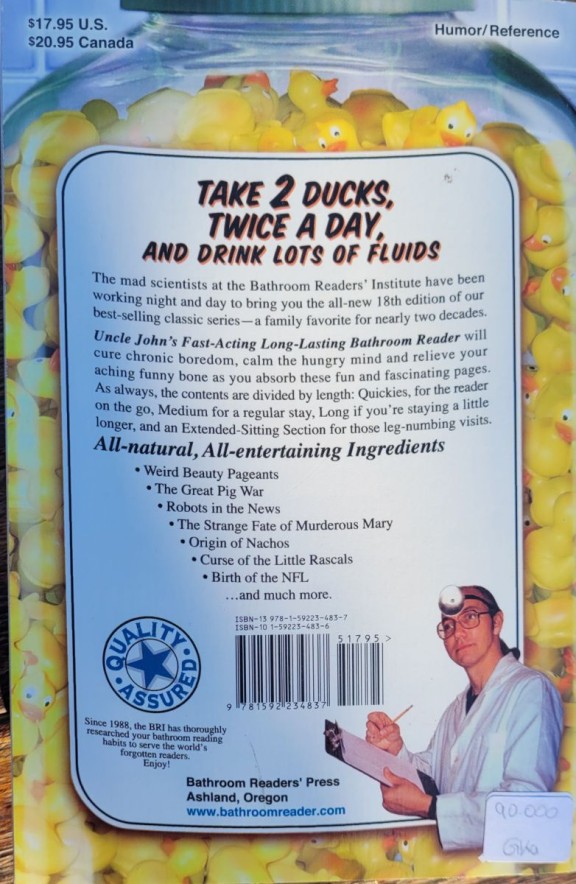 $17.95 U.S.
$20.95 Canada
Humor/Reference
TAKE 2 DUCKS,
TWICE A DAY,
AND DRINK LOTS OF FLUIDS
The mad scientists at the Bathroom Readers' Institute have been
working night and day to bring you the all-new 18th edition of our
best-selling classic series—a family favorite for nearly two decades.
Uncle John's Fast-Acting Long-Lasting Bathroom Reader will
cure chronic boredom, calm the hungry mind and relieve your
aching funny bone as you absorb these fun and fascinating pages.
As always, the contents are divided by length: Quickies, for the reader
on the go, Medium for a regular stay, Long if you're staying a little
longer, and an Extended-Sitting Section for those leg-numbing visits.
All-natural, All-entertaining Ingredients
• Weird Beauty Pageants
• The Great Pig War
• Robots in the News
• The Strange Fate of Murderous Mary
• Origin of Nachos
• Curse of the Little Rascals
• Birth of the NFL
...and much more.
ISBN-13 978-1-59223-483-7
ISBN-10 1-59223-483-6
51795>
9 781592 234837
QUALITY
ASSURED
Since 1988, the BRI has thoroughly
researched your bathroom reading
habits to serve the world's
forgotten readers.
Enjoy!
Bathroom Readers' Press
Ashland, Oregon
www.bathroomreader.com
90.000